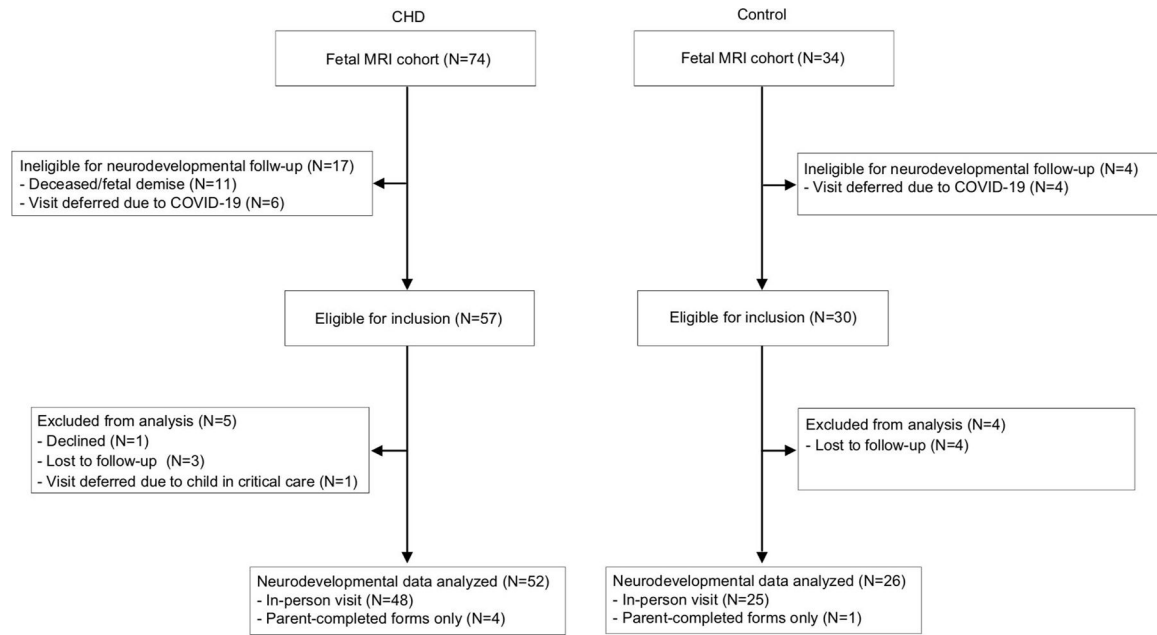 CHD
Fetal MRI cohort (N=74)
Ineligible for neurodevelopmental follw-up (N=17)
- Deceased/fetal demise (N=11)
- Visit deferred due to COVID-19 (N=6)
Eligible for inclusion (N=57)
Excluded from analysis (N=5)
- Declined (N=1)
- Lost to follow-up (N=3)
- Visit deferred due to child in critical care (N=1)
Neurodevelopmental data analyzed (N=52)
- In-person visit (N=48)
- Parent-completed forms only (N=4)
Control
Fetal MRI cohort (N=34)
Ineligible for neurodevelopmental follow-up (N=4)
- Visit deferred due to COVID-19 (N=4)
Eligible for inclusion (N=30)
Excluded from analysis (N=4)
- Lost to follow-up (N=4)
Neurodevelopmental data analyzed (N=26)
- In-person visit (N=25)
- Parent-completed forms only (N=1)